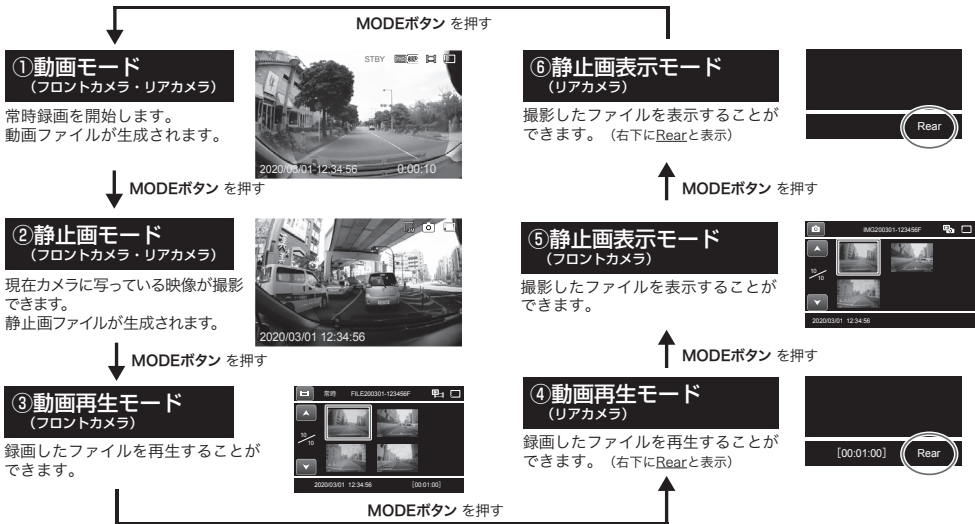 MODEボタン を押す
①動画モード
(フロントカメラ・リアカメラ)
常時録画を開始します。
動画ファイルが生成されます。
STBY
2020/03/01 12:34:56 0:00:10
MODEボタン を押す
②静止画モード
(フロントカメラ・リアカメラ)
現在カメラに写っている映像が撮影
できます。
静止画ファイルが生成されます。
2020/03/01 12:34:56
MODEボタン を押す
③動画再生モード
(フロントカメラ)
録画したファイルを再生することが
できます。
常時 FILE200301-123456F
10/10
2020/03/01 12:34:56 [00:01:00]
MODEボタン を押す
④動画再生モード
(リアカメラ)
録画したファイルを再生することが
できます。(右下にRearと表示)
[00:01:00] Rear
MODEボタン を押す
⑤静止画表示モード
(フロントカメラ)
撮影したファイルを表示することが
できます。
IMG200301-123456F
10/10
2020/03/01 12:34:56
MODEボタン を押す
⑥静止画表示モード
(リアカメラ)
撮影したファイルを表示することが
できます。(右下にRearと表示)
Rear